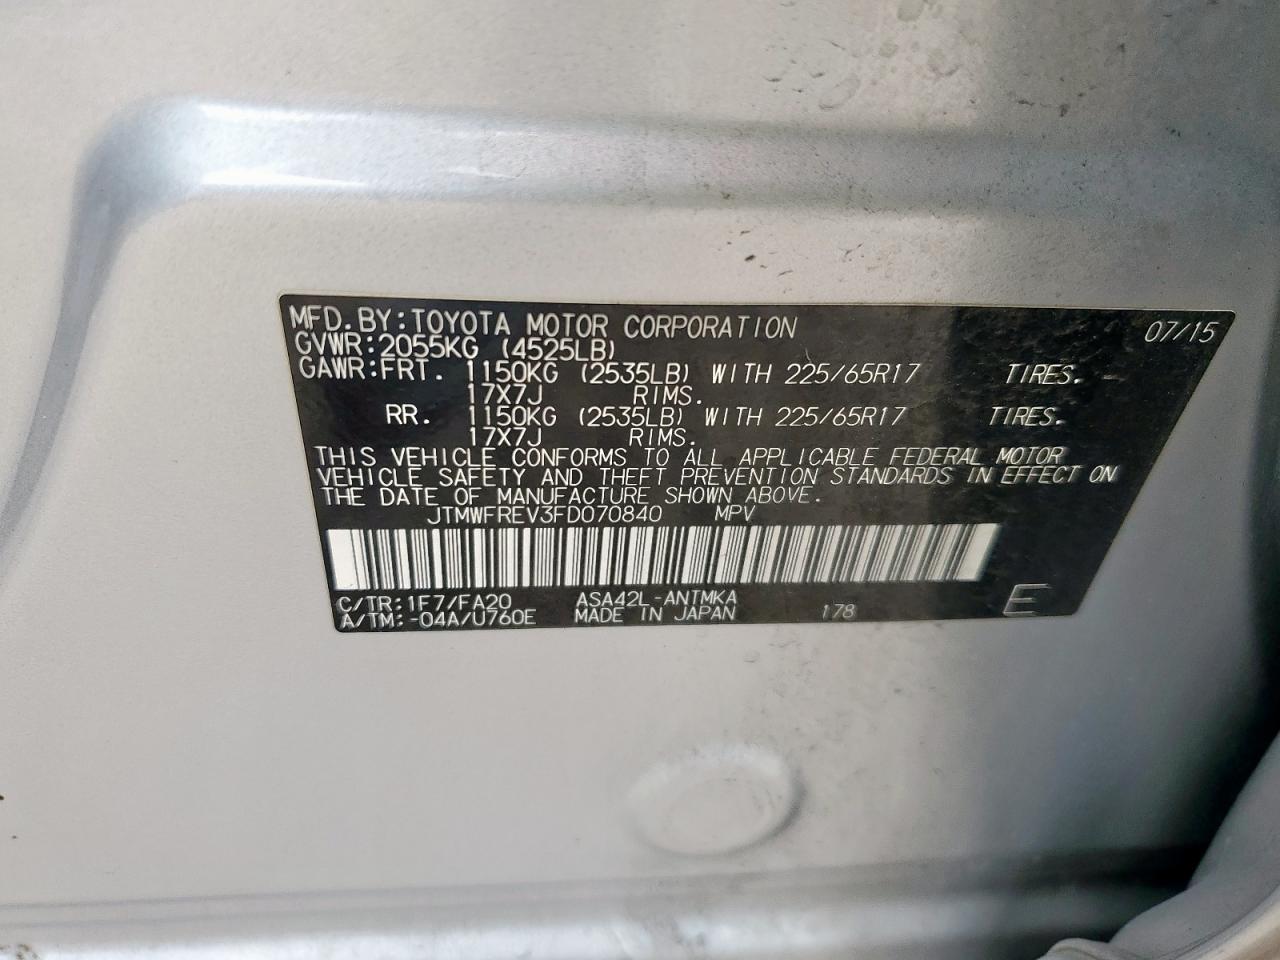 MFD. BY: TOYOTA MOTOR CORPORATION 07/15
GVWR: 2055KG (4525LB)
GAWR: FRT. 1150KG (2535LB) WITH 225/65R17 TIRES.
17X7J RIMS.
RR. 1150KG (2535LB) WITH 225/65R17 TIRES.
17X7J RIMS.
THIS VEHICLE CONFORMS TO ALL APPLICABLE FEDERAL MOTOR
VEHICLE SAFETY AND THEFT PREVENTION STANDARDS IN EFFECT ON
THE DATE OF MANUFACTURE SHOWN ABOVE.
JTMWFREV3FD070840 MPV
C/TR: 1F7/FA20 ASA42L-ANTMKA
A/TM: -04A/U760E MADE IN JAPAN 178 E